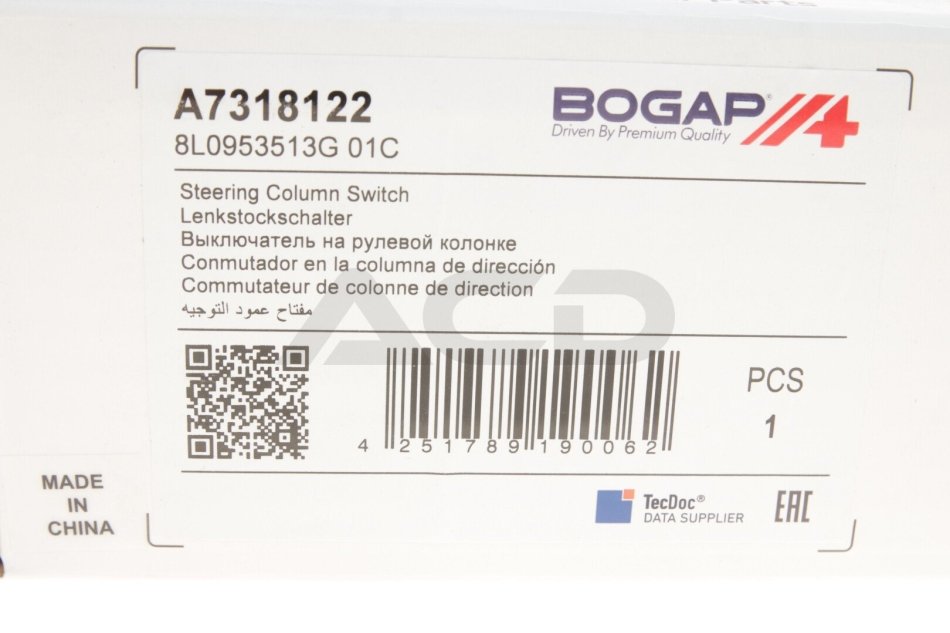 parts
A7318122
8L0953513G 01C
BOGAP®
Driven By Premium Quality
Steering Column Switch
Lenkstockschalter
Выключатель на рулевой колонке
Conmutador en la columna de dirección
Commutateur de colonne de direction
مفتاح عمود التوجيه
ACD
PCS
1
4 251789 190062
MADE
IN
CHINA
TecDoc®
DATA SUPPLIER
EAC